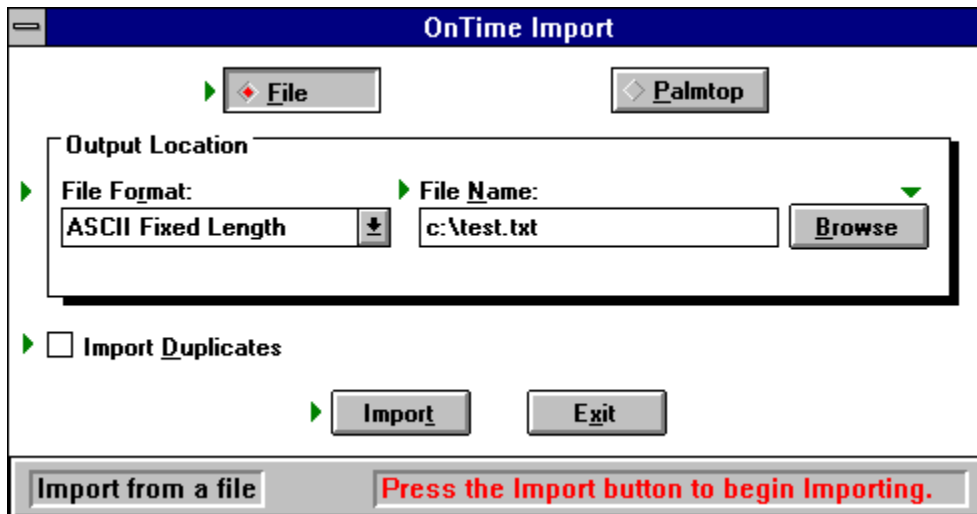 OnTime Import
File
Palmtop
Output Location
File Format:
File Name:
ASCII Fixed Length
c:\test.txt
Browse
Import Duplicates
Import
Exit
Import from a file
Press the Import button to begin Importing.